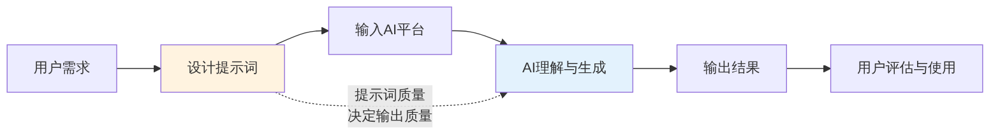 用户需求
设计提示词
输入AI平台
提示词质量
决定输出质量
AI理解与生成
输出结果
用户评估与使用